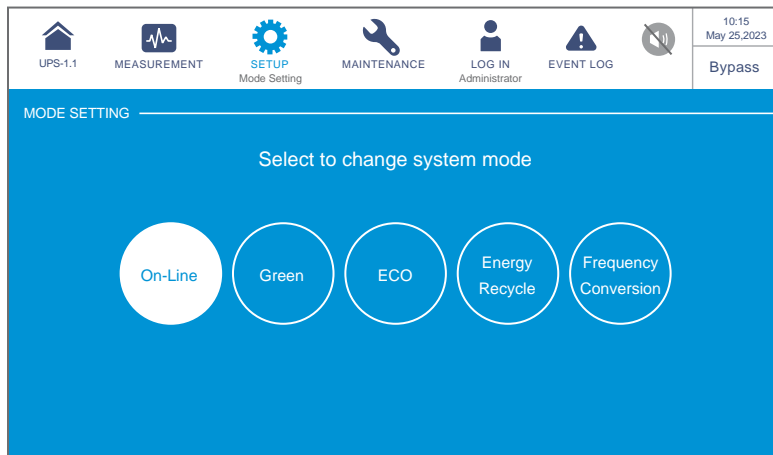 10:15
May 25,2023
UPS-1.1
MEASUREMENT
SETUP
MAINTENANCE
LOG IN
EVENT LOG
Bypass
Mode Setting
Administrator
MODE SETTING
Select to change system mode
On-Line
Green
ECO
Energy
Recycle
Frequency
Conversion